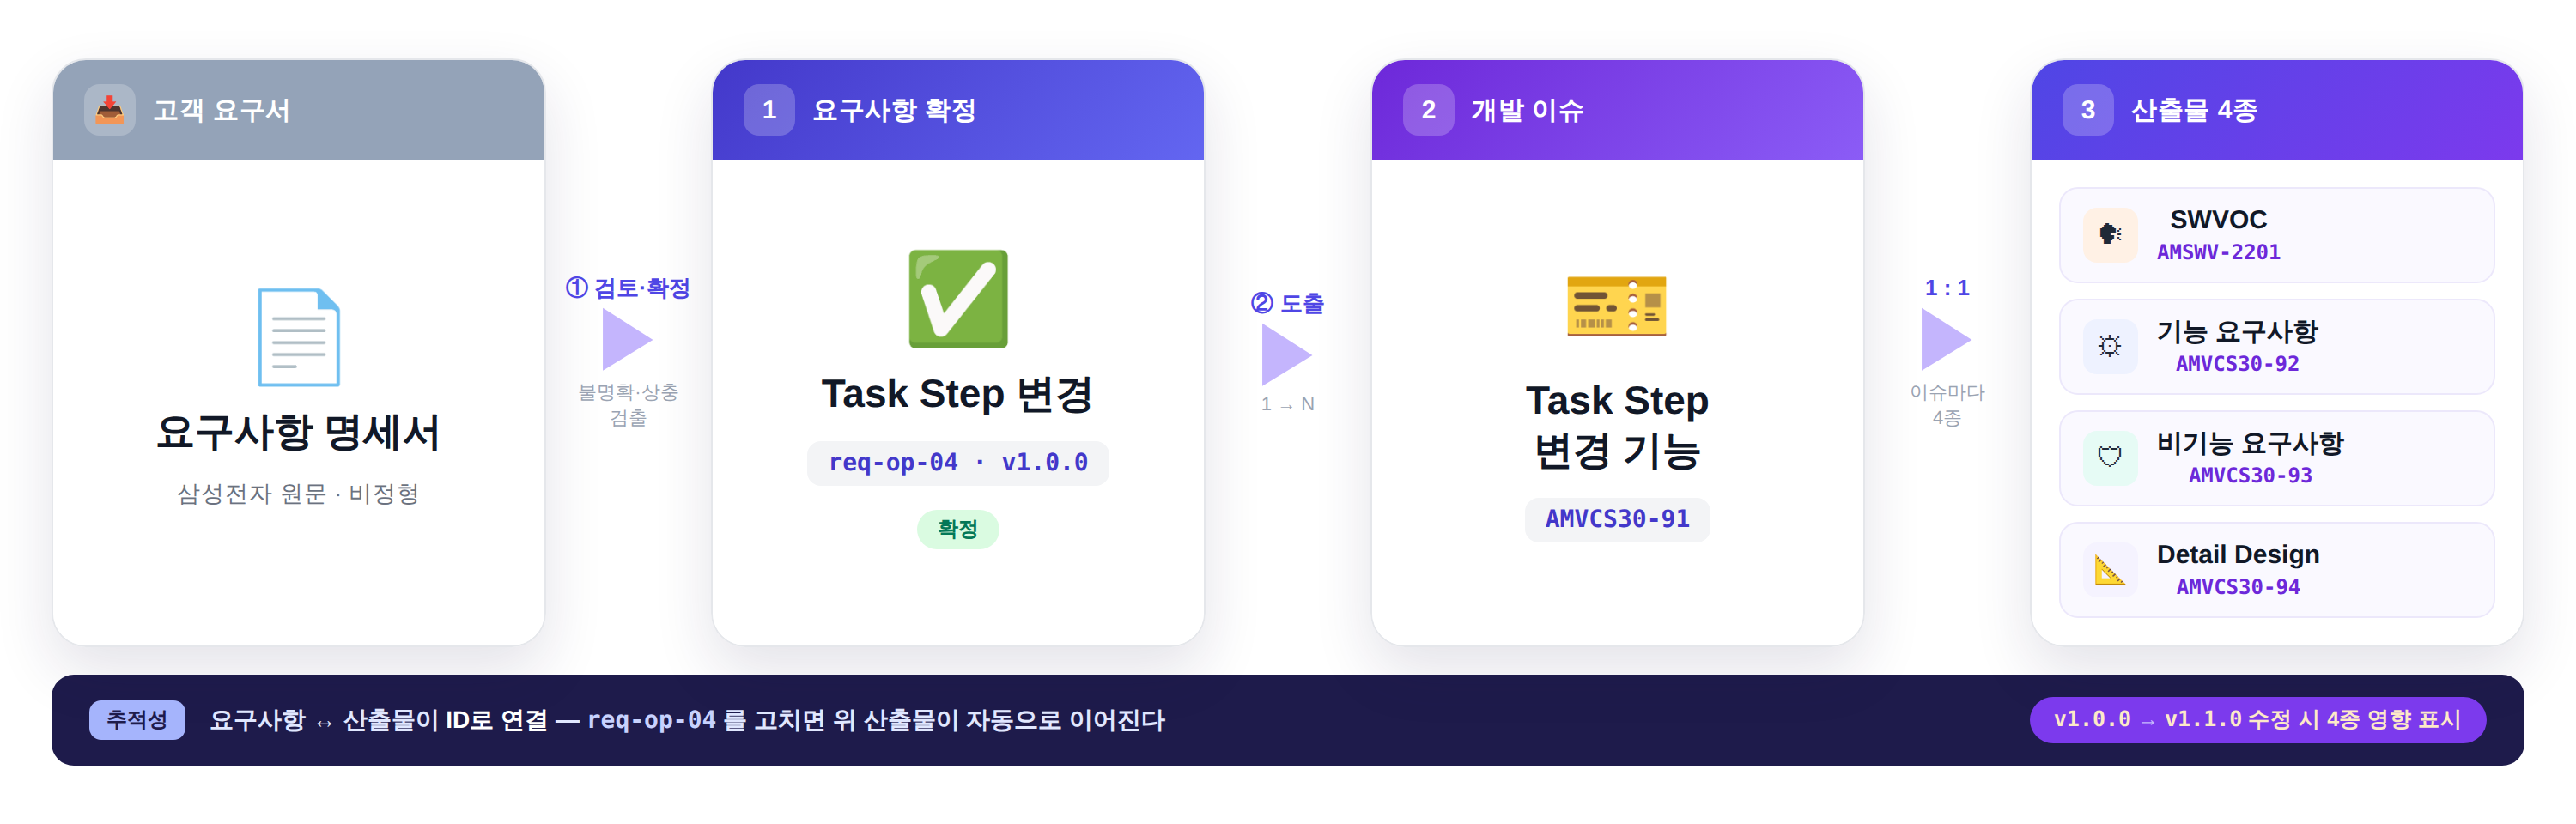 고객 요구서
요구사항 명세서
삼성전자 원문 · 비정형
① 검토·확정
불명확·상충
검출
1 요구사항 확정
Task Step 변경
req-op-04 · v1.0.0
확정
② 도출
1 → N
2 개발 이슈
Task Step
변경 기능
AMVCS30-91
1 : 1
이슈마다
4종
3 산출물 4종
SWVOC
AMSWV-2201
기능 요구사항
AMVCS30-92
비기능 요구사항
AMVCS30-93
Detail Design
AMVCS30-94
추적성 요구사항 ↔ 산출물이 ID로 연결 — req-op-04 를 고치면 위 산출물이 자동으로 이어진다
v1.0.0 → v1.1.0 수정 시 4종 영향 표시